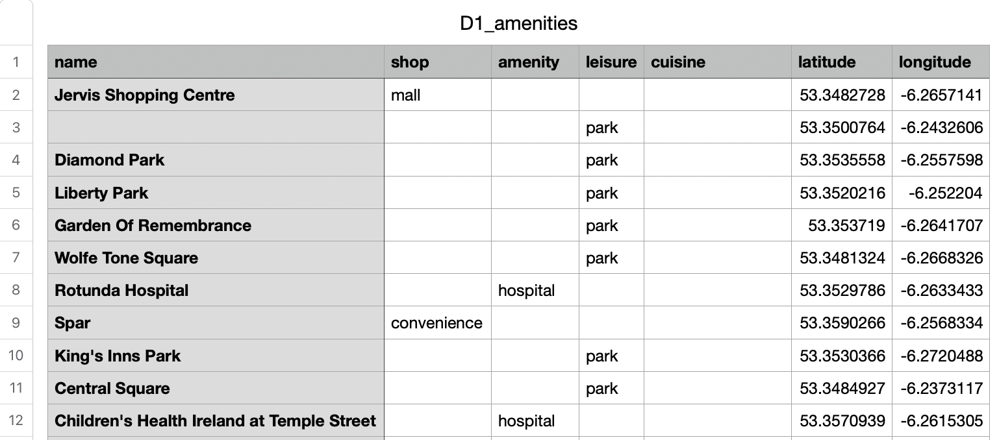 D1_amenities
1 name shop amenity leisure cuisine latitude longitude
2 Jervis Shopping Centre mall 53.3482728 -6.2657141
3 park 53.3500764 -6.2432606
4 Diamond Park park 53.3535558 -6.2557598
5 Liberty Park park 53.3520216 -6.252204
6 Garden Of Remembrance park 53.353719 -6.2641707
7 Wolfe Tone Square park 53.3481324 -6.2668326
8 Rotunda Hospital hospital 53.3529786 -6.2633433
9 Spar convenience 53.3590266 -6.2568334
10 King's Inns Park park 53.3530366 -6.2720488
11 Central Square park 53.3484927 -6.2373117
12 Children's Health Ireland at Temple Street hospital 53.3570939 -6.2615305